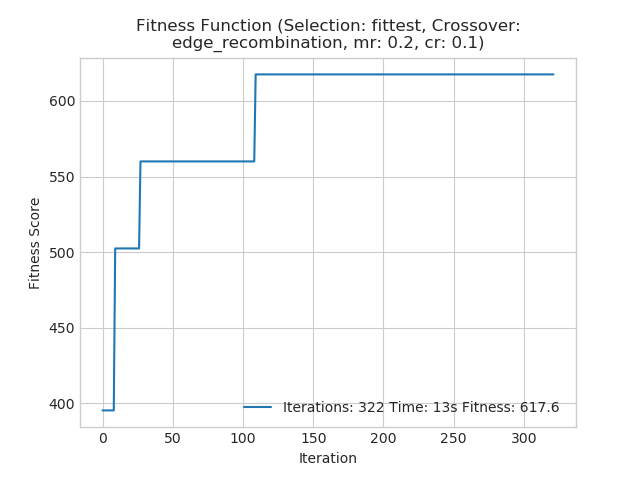 Fitness Function (Selection: fittest, Crossover:
edge_recombination, mr: 0.2, cr: 0.1)
Fitness Score
600
550
500
450
400
Iterations: 322 Time: 13s Fitness: 617.6
0 50 100 150 200 250 300
Iteration